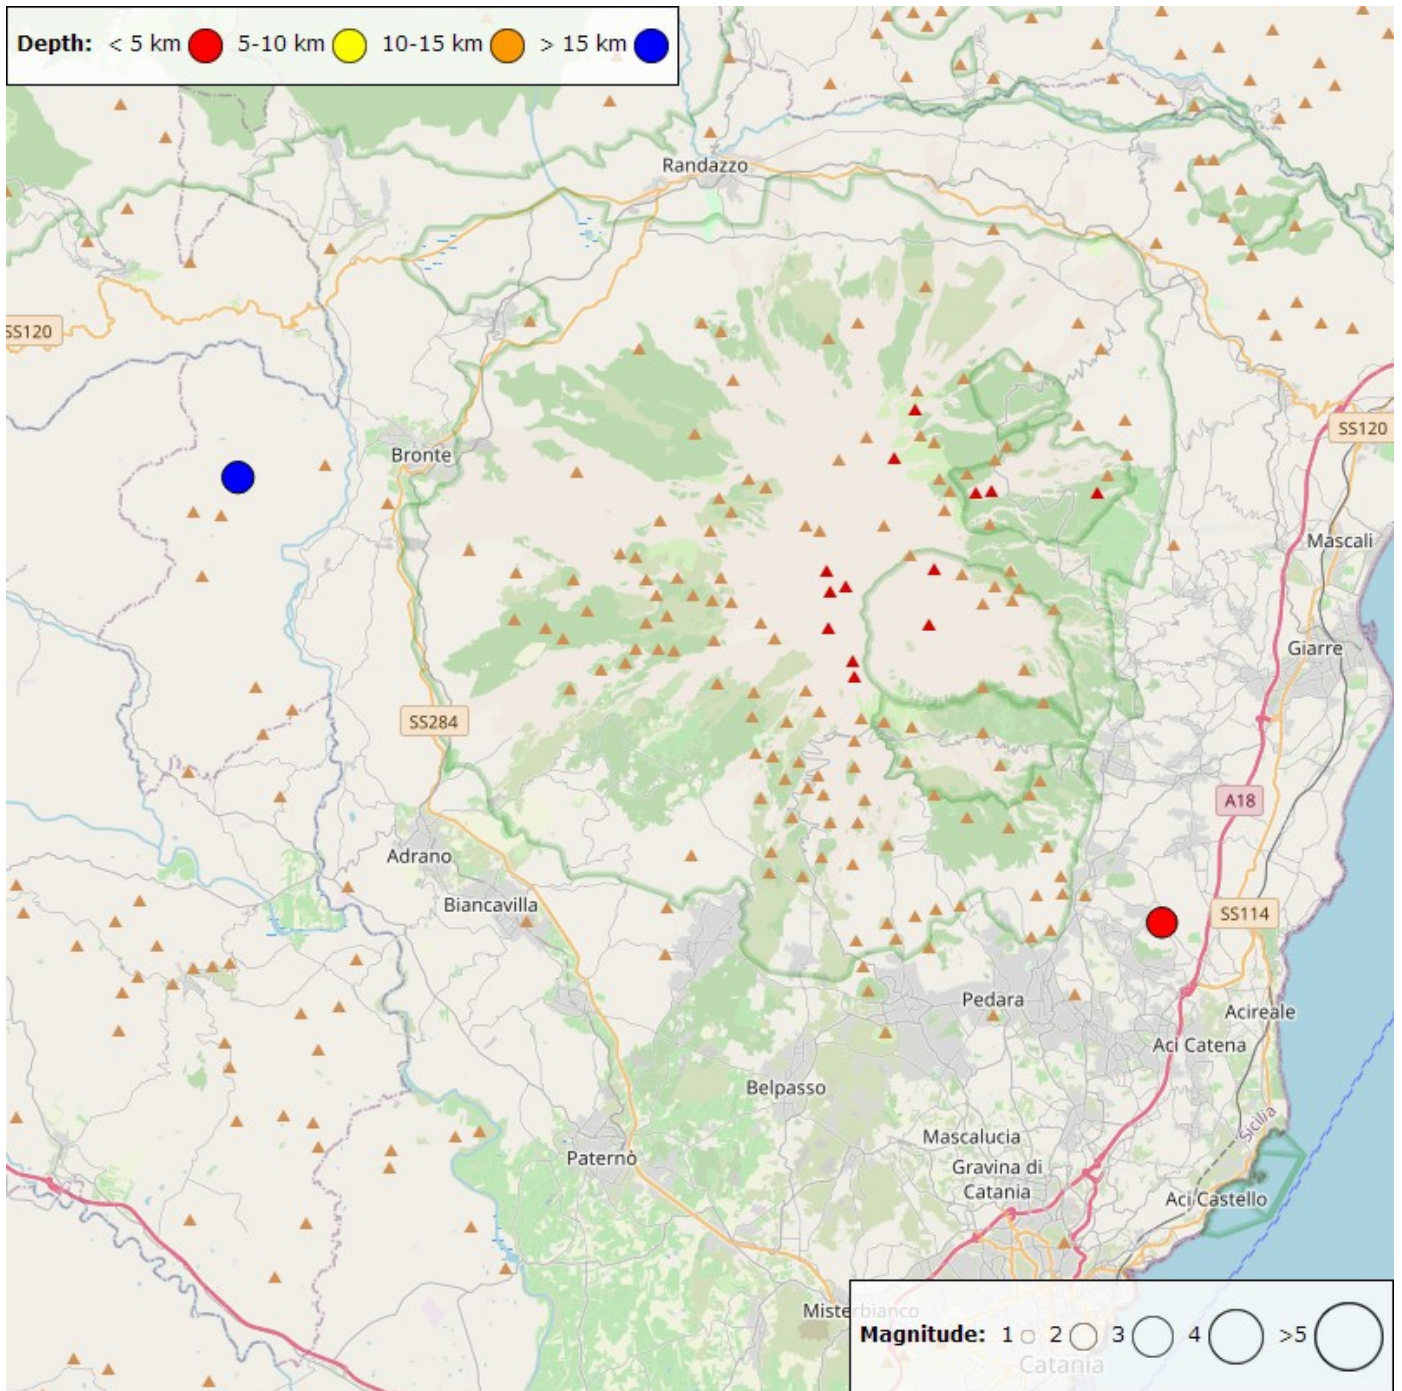 Depth: < 5 km 5-10 km 10-15 km > 15 km
Randazzo
SS120
SS120
Bronte
Mascali
Giarre
SS284
A18
Adrano
Biancavilla
SS114
Pedara
Acireale
Aci Catena
Belpasso
Mascalucia
Sicilia
Paternò
Gravina di
Catania
Aci Castello
Misterbianco
Magnitude: 1 2 3 4 >5
Catania